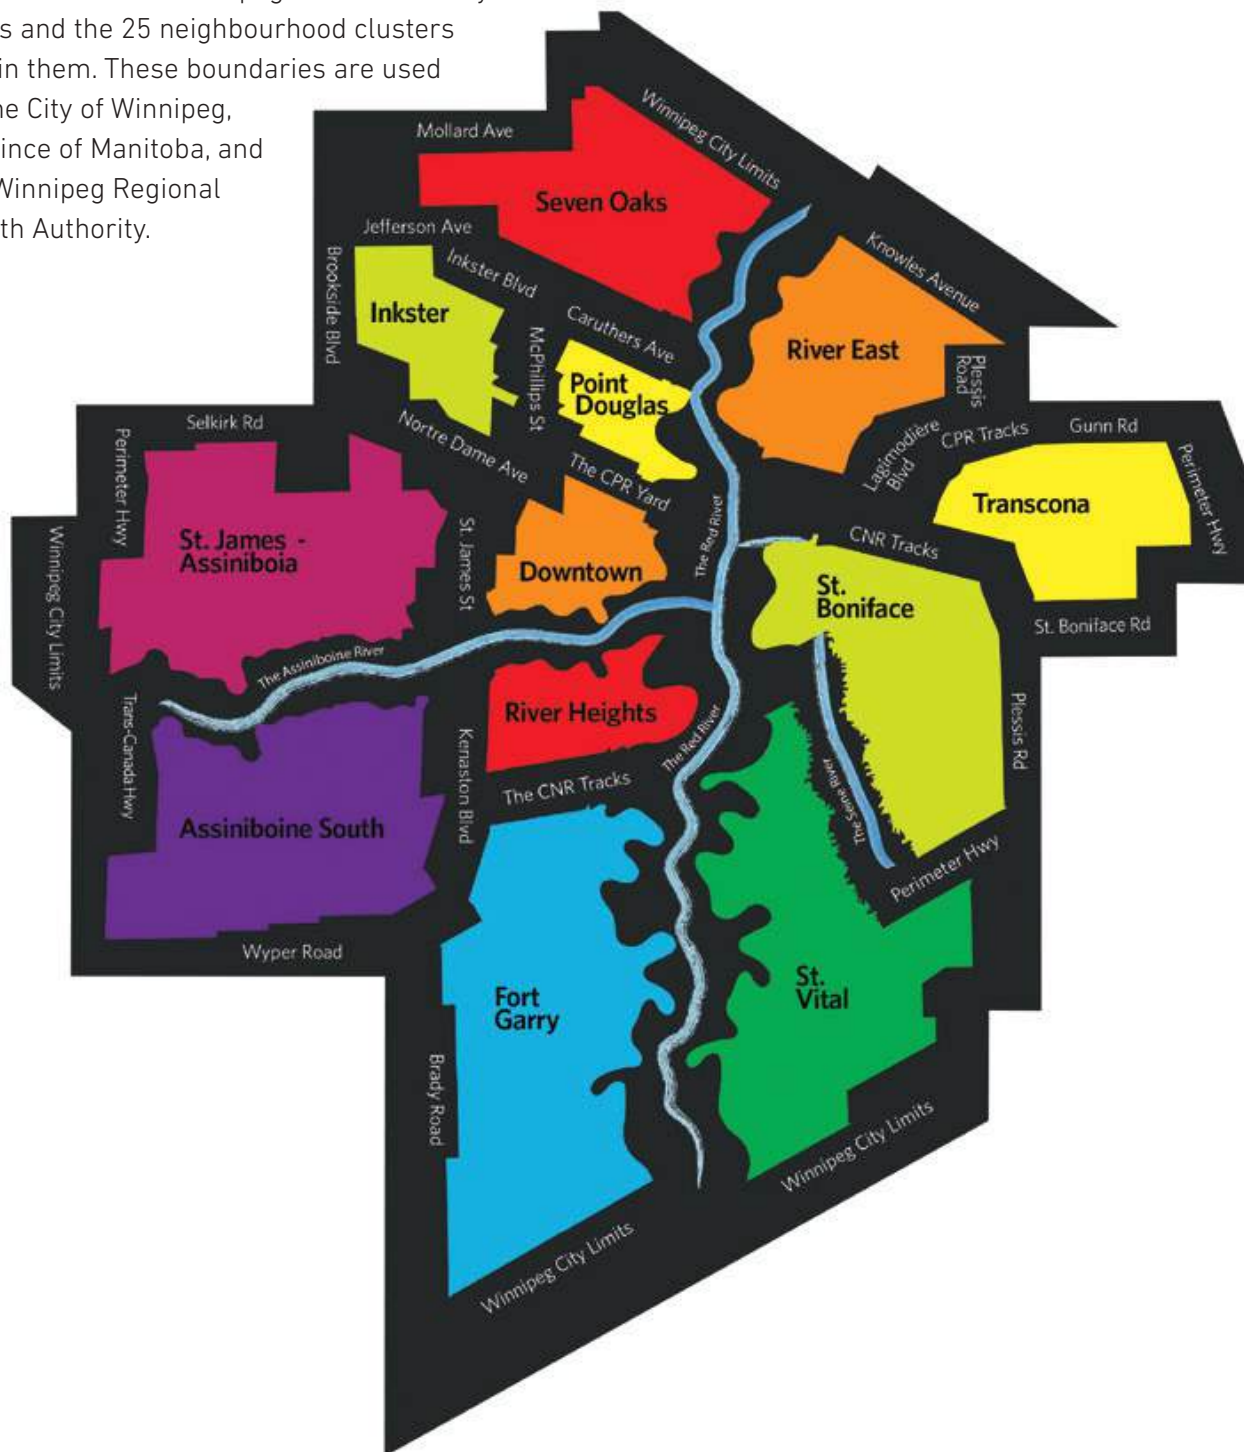 s and the 25 neighbourhood clusters
in them. These boundaries are used
he City of Winnipeg,
ince of Manitoba, and
Winnipeg Regional
th Authority.
Mollard Ave
Winnipeg City Limits
Seven Oaks
Jefferson Ave
Inkster Blvd
Brookside Blvd
Inkster
Knowles Avenue
Caruthers Ave
McPhillips St
River East
Plessis
Road
Point
Douglas
Selkirk Rd
Nortre Dame Ave
The CPR Yard
Lagimodière
Blvd
CPR Tracks
Gunn Rd
Perimeter Hwy
Perimeter Hwy
Transcona
Winnipeg City Limits
St. James -
Assiniboia
St. James St
Downtown
The Red River
CNR Tracks
St.
Boniface
St. Boniface Rd
The Assiniboine River
Trans-Canada Hwy
River Heights
The Red River
Plessis Rd
Kenaston Blvd
The CNR Tracks
The Seine River
Assiniboine South
Perimeter Hwy
Wyper Road
Fort
Garry
St.
Vital
Brady Road
Winnipeg City Limits
Winnipeg City Limits